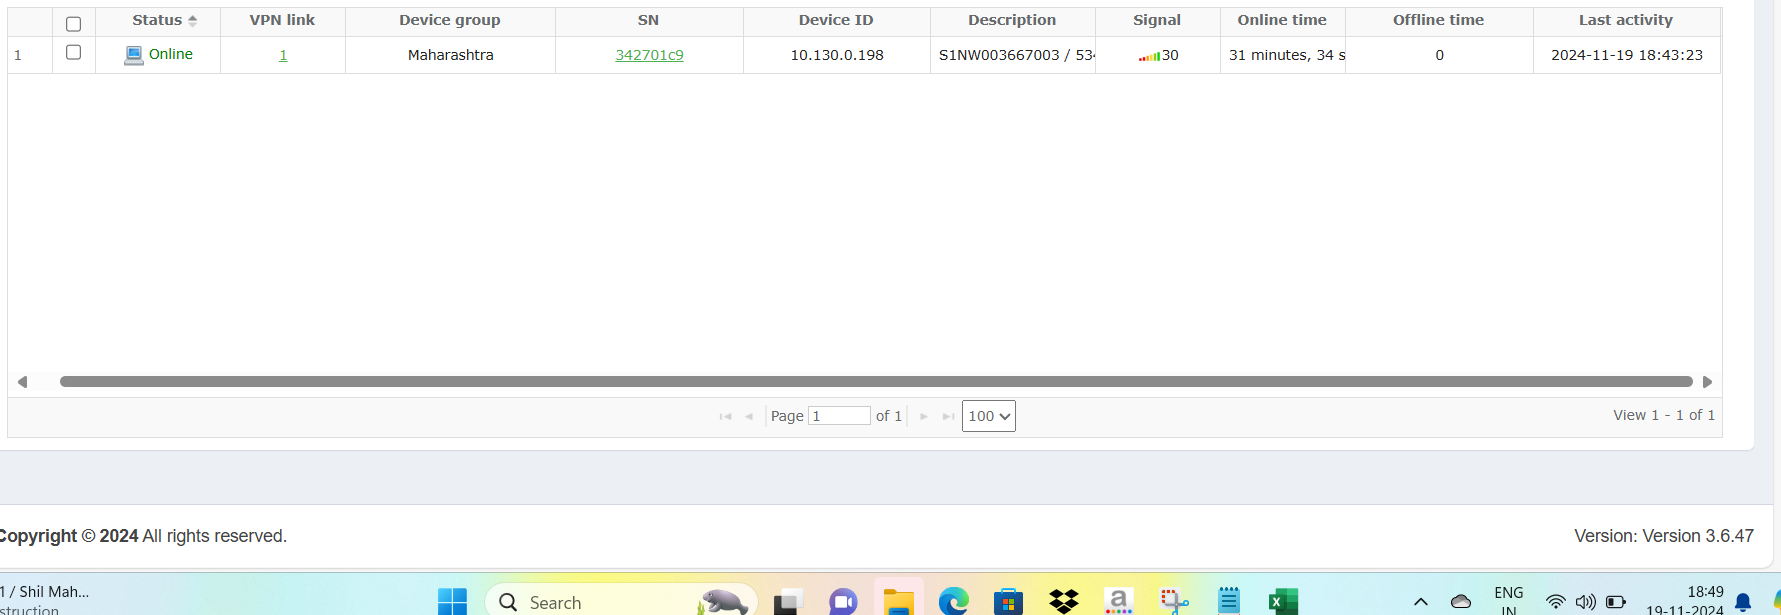 Status VPN link Device group SN Device ID Description Signal Online time Offline time Last activity
1 Online 1 Maharashtra 342701c9 10.130.0.198 S1NW003667003 / 534 30 31 minutes, 34 s 0 2024-11-19 18:43:23
Page 1 of 1 100 View 1 - 1 of 1
Copyright © 2024 All rights reserved. Version: Version 3.6.47
1 / Shil Mah... Search ENG 18:49
struction IN 19-11-2024